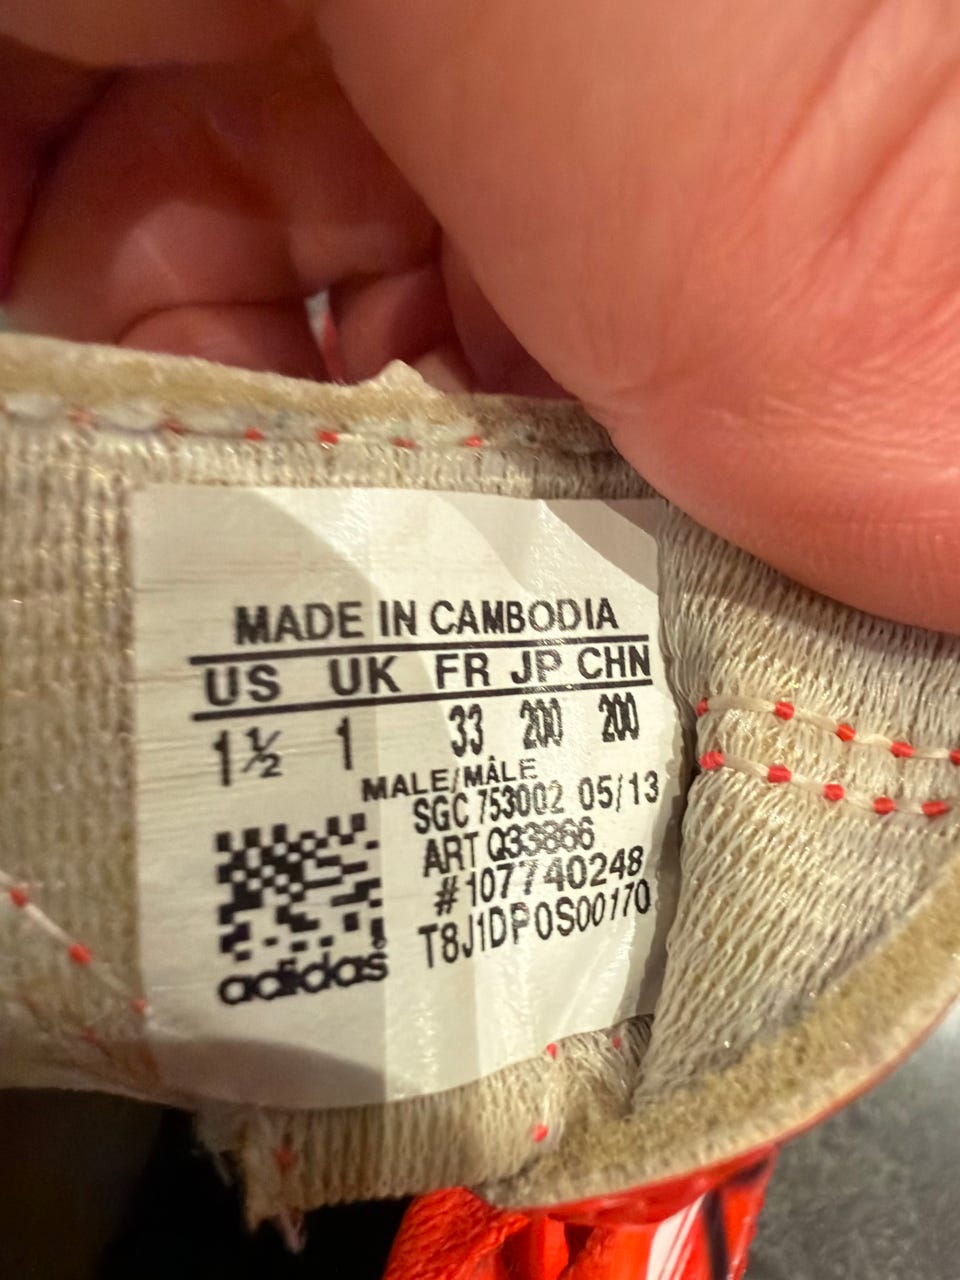 MADE IN CAMBODIA
US UK FR JP CHN
1½ 1 33 200 200
MALE/MÂLE
SGC 753002 05/13
ART Q33866
#107740248
T8J1DP0S00170
adidas®